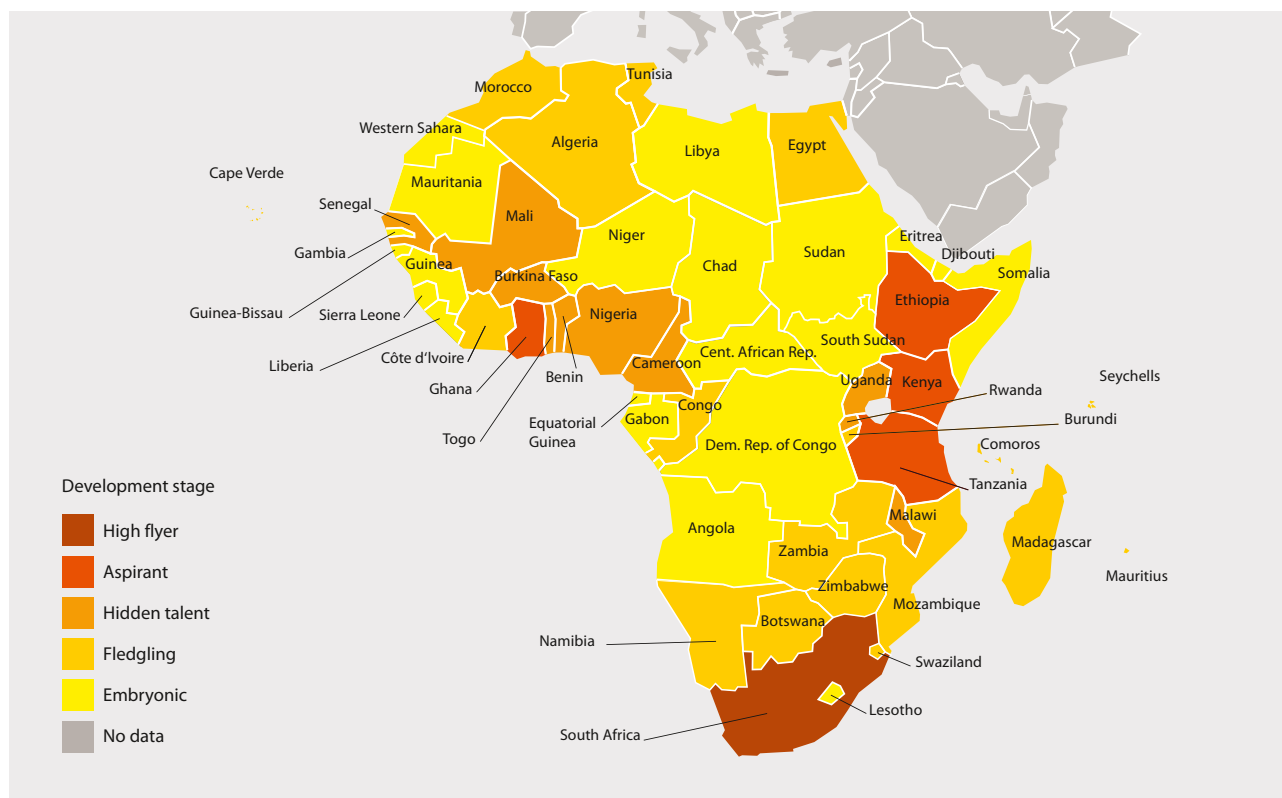 Tunisia
Morocco
Western Sahara
Algeria
Libya
Egypt
Cape Verde
Mauritania
Senegal
Mali
Niger
Chad
Sudan
Eritrea
Djibouti
Somalia
Gambia
Guinea
Burkina Faso
Ethiopia
Guinea-Bissau
Sierra Leone
Nigeria
South Sudan
Liberia
Côte d‘Ivoire
Cent. African Rep.
Ghana
Benin
Cameroon
Uganda
Kenya
Rwanda
Seychells
Togo
Equatorial
Guinea
Gabon
Congo
Dem. Rep. of Congo
Burundi
Comoros
Tanzania
Development stage
High flyer
Aspirant
Hidden talent
Fledgling
Embryonic
No data
Angola
Malawi
Zambia
Madagascar
Mauritius
Zimbabwe
Mozambique
Botswana
Namibia
Swaziland
Lesotho
South Africa